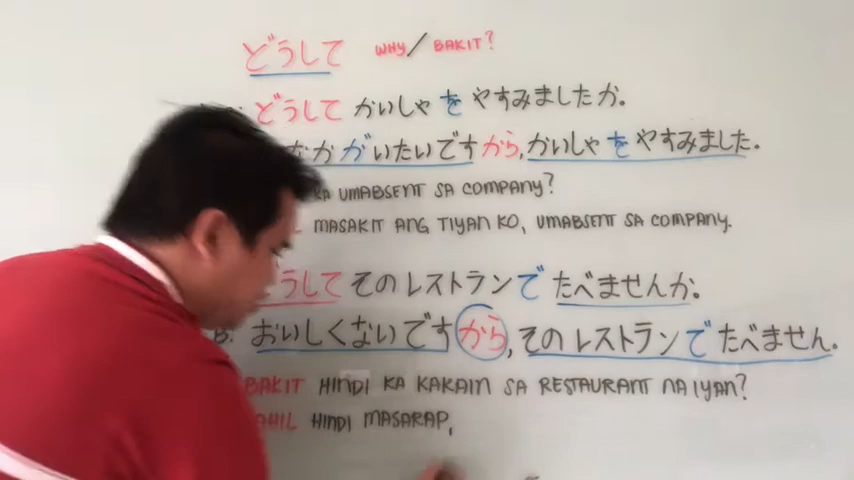 どうして WHY/BAKIT?
どうして かいしゃ を やすみましたか。
なか が いたいです から, かいしゃ を やすみました.
KA UMABSENT SA COMPANY?
MASAKIT ANG TIYAN KO, UMABSENT SA COMPANY.
うして そのレストラン で たべませんか.
B: おいしくないです から, そのレストラン で たべません.
BAKIT HINDI KA KAKAIN SA RESTAURANT NA IYAN?
AHIL HINDI MASARAP,